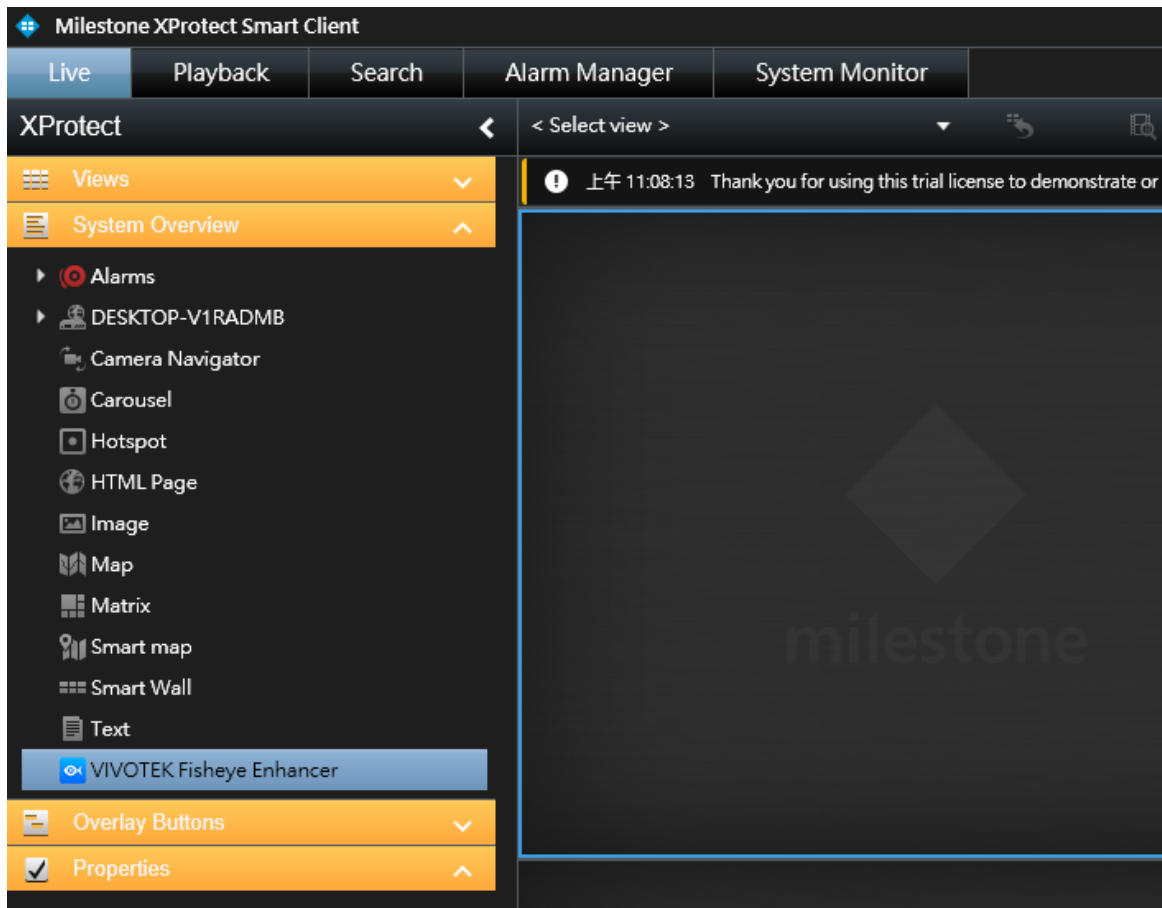 Milestone XProtect Smart Client
Live Playback Search Alarm Manager System Monitor
XProtect
< Select view >
Views
上午 11:08:13 Thank you for using this trial license to demonstrate or
System Overview
Alarms
DESKTOP-V1RADMB
Camera Navigator
Carousel
Hotspot
HTML Page
Image
Map
Matrix
Smart map
Smart Wall
Text
VIVOTEK Fisheye Enhancer
Overlay Buttons
Properties
milestone